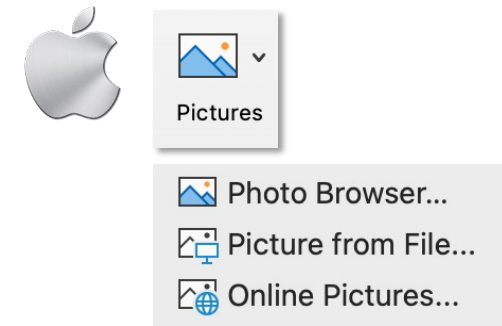 Pictures
Photo Browser...
Picture from File...
Online Pictures...